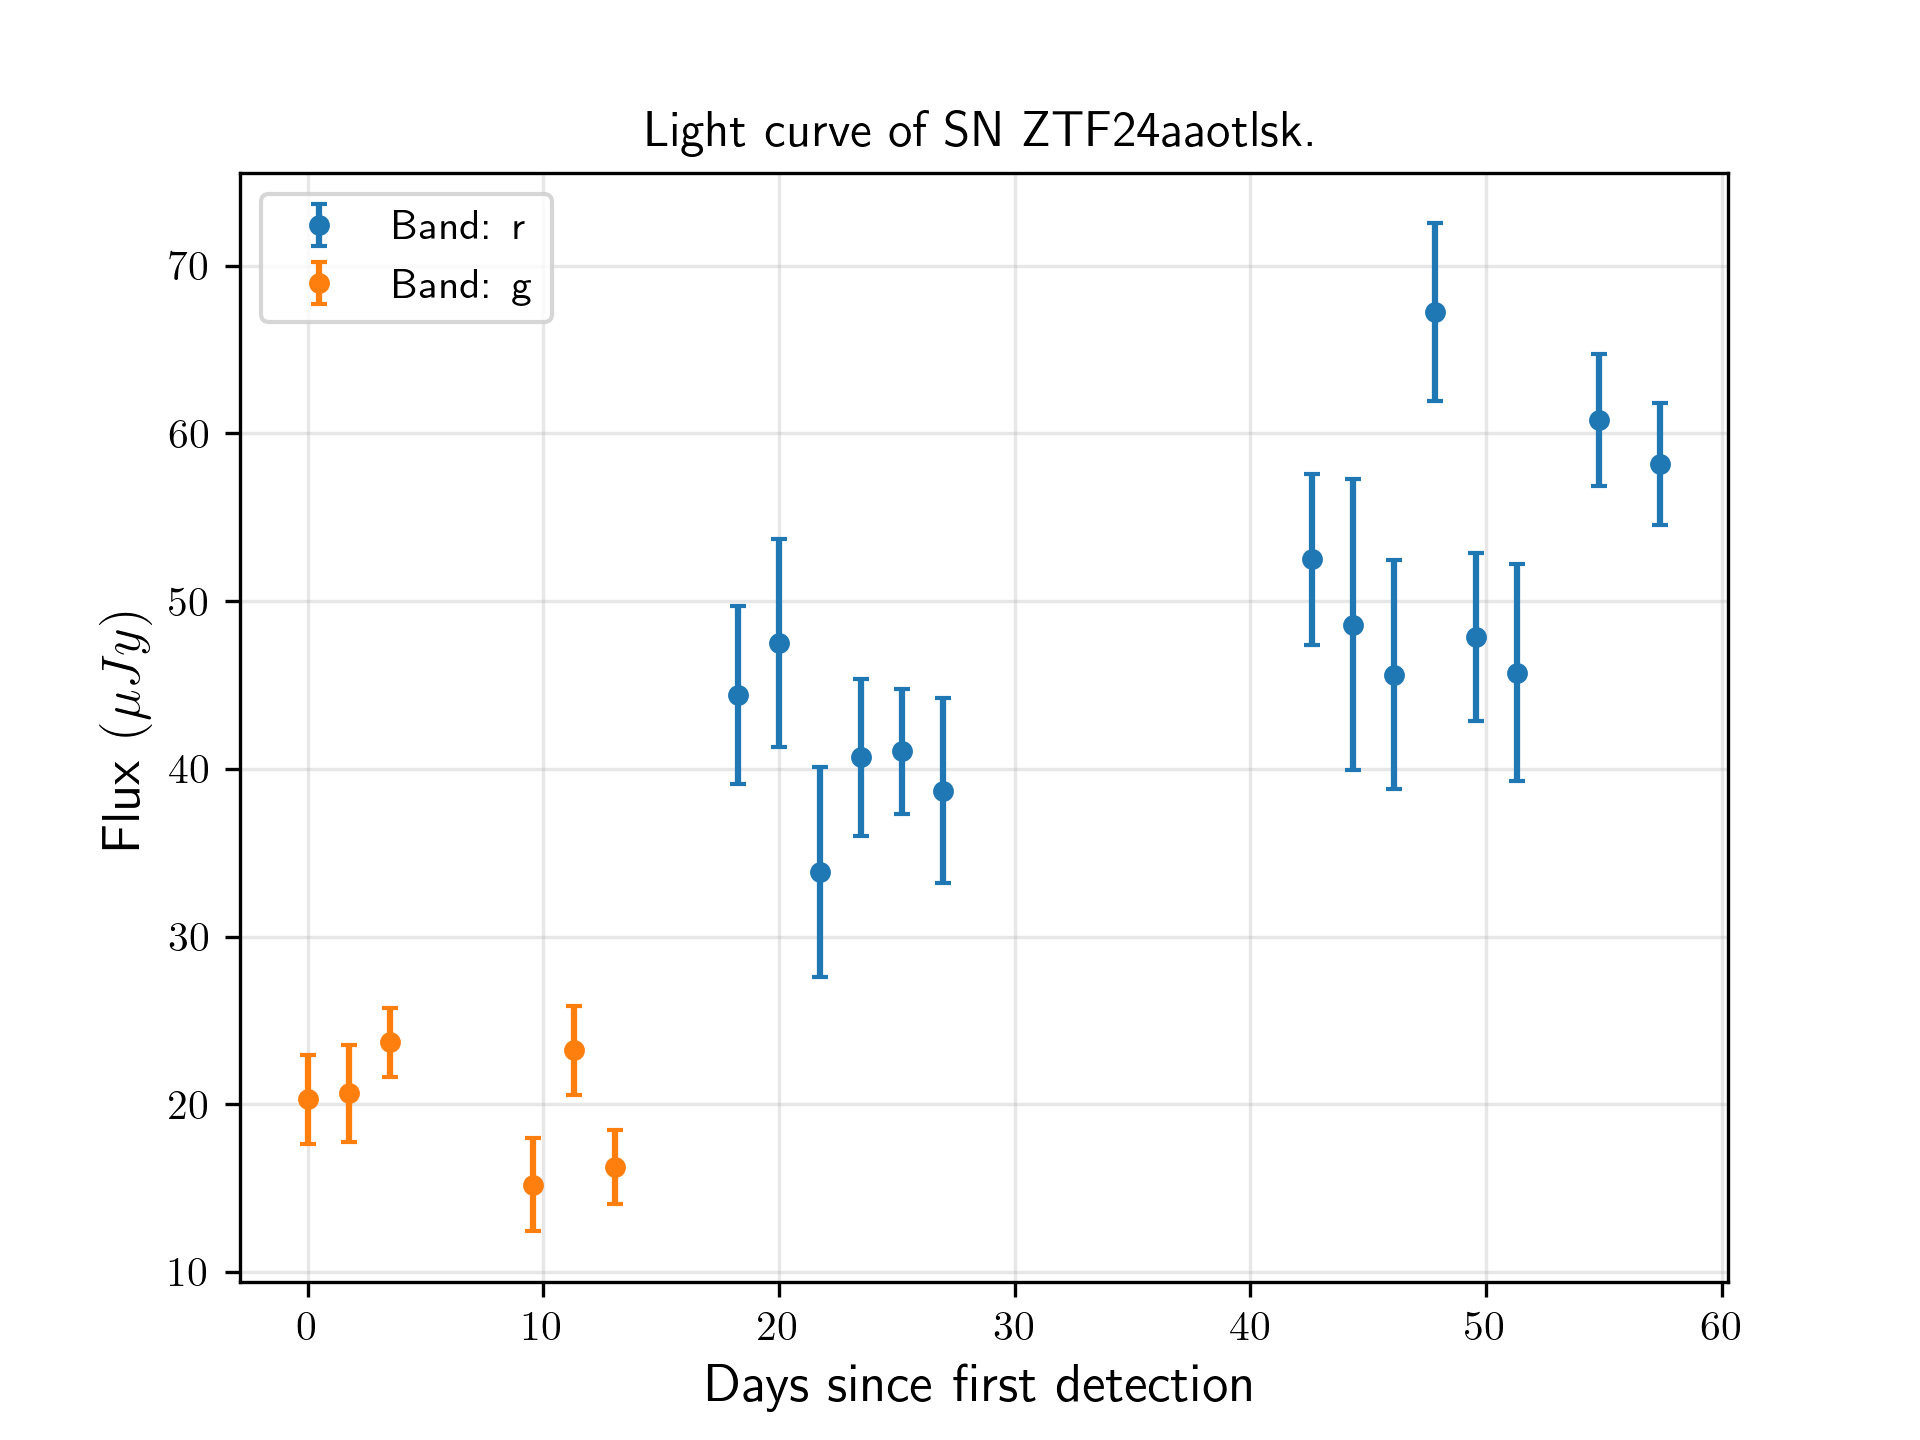 Light curve of SN ZTF24aaotlsk.
Band: r
Band: g
70
60
50
40
30
20
10
Flux (μJy)
0 10 20 30 40 50 60
Days since first detection